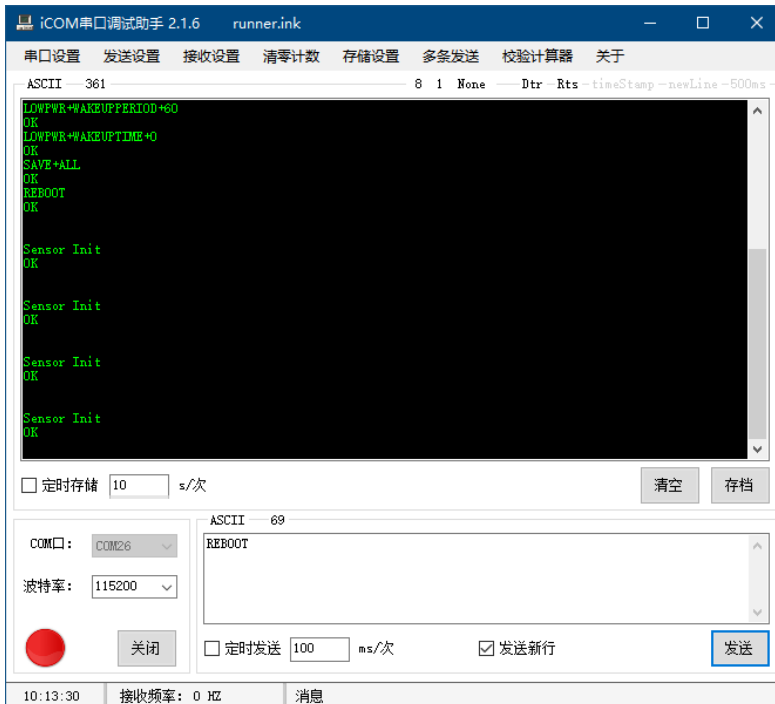 iCOM串口调试助手 2.1.6 runner.ink
串口设置 发送设置 接收设置 清零计数 存储设置 多条发送 校验计算器 关于
ASCII 361 8 1 None Dtr Rts timeStamp newLine 500ms
LOWPWR+WAKEUPPERIOD+60
OK
LOWPWR+WAKEUPTIME+0
OK
SAVE+ALL
OK
REBOOT
OK
Sensor Init
OK
Sensor Init
OK
Sensor Init
OK
Sensor Init
OK
定时存储 10 s/次 清空 存档
ASCII 69
COM口: COM26
REBOOT
波特率: 115200
关闭
定时发送 100 ms/次 发送新行 发送
10:13:30 接收频率: 0 HZ 消息